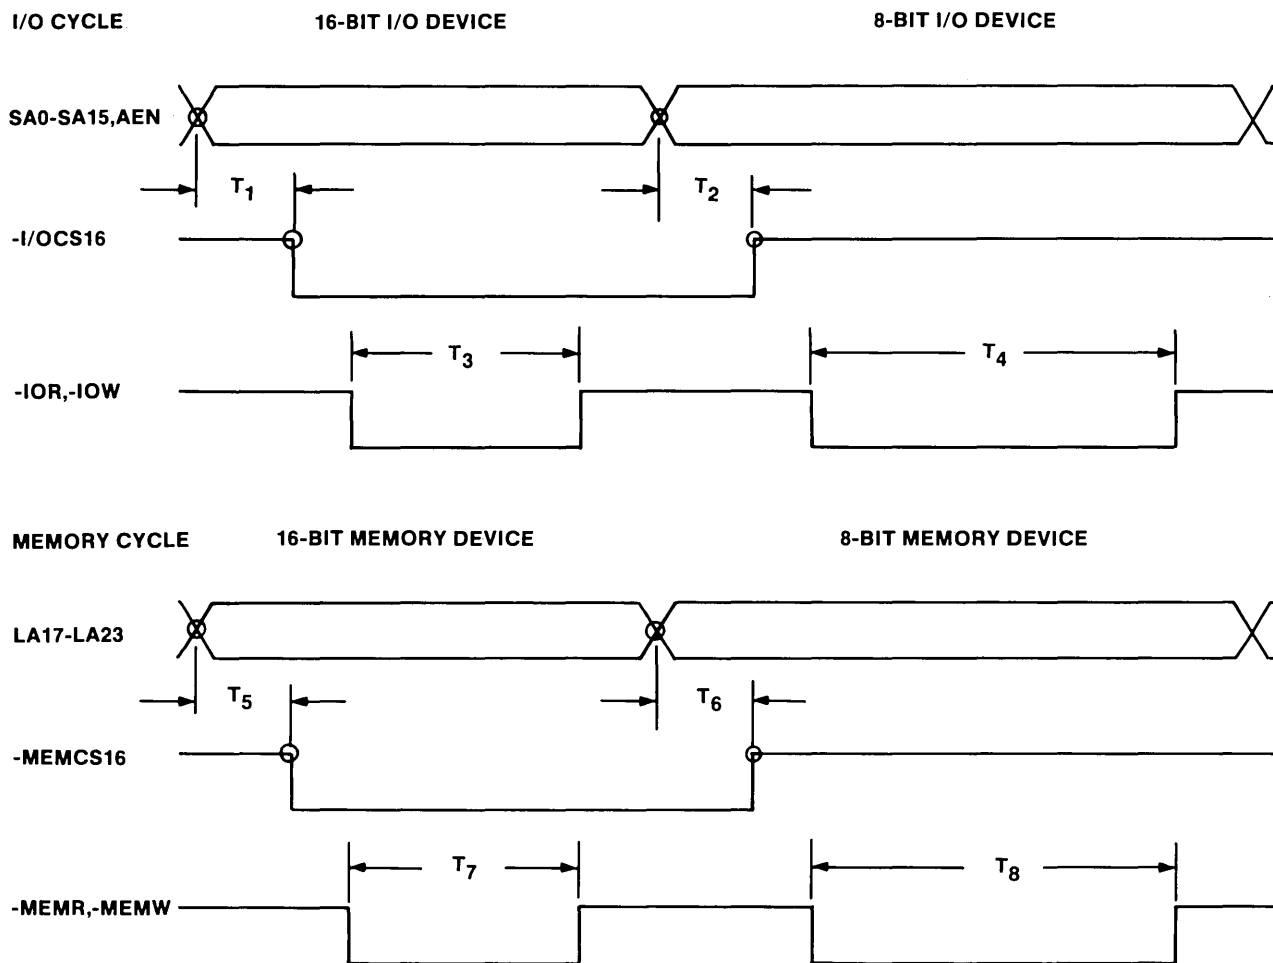 I/O CYCLE 16-BIT I/O DEVICE 8-BIT I/O DEVICE
SA0-SA15,AEN
T1 T2
-I/OCS16
T3 T4
-IOR,-IOW
MEMORY CYCLE 16-BIT MEMORY DEVICE 8-BIT MEMORY DEVICE
LA17-LA23
T5 T6
-MEMCS16
T7 T8
-MEMR,-MEMW